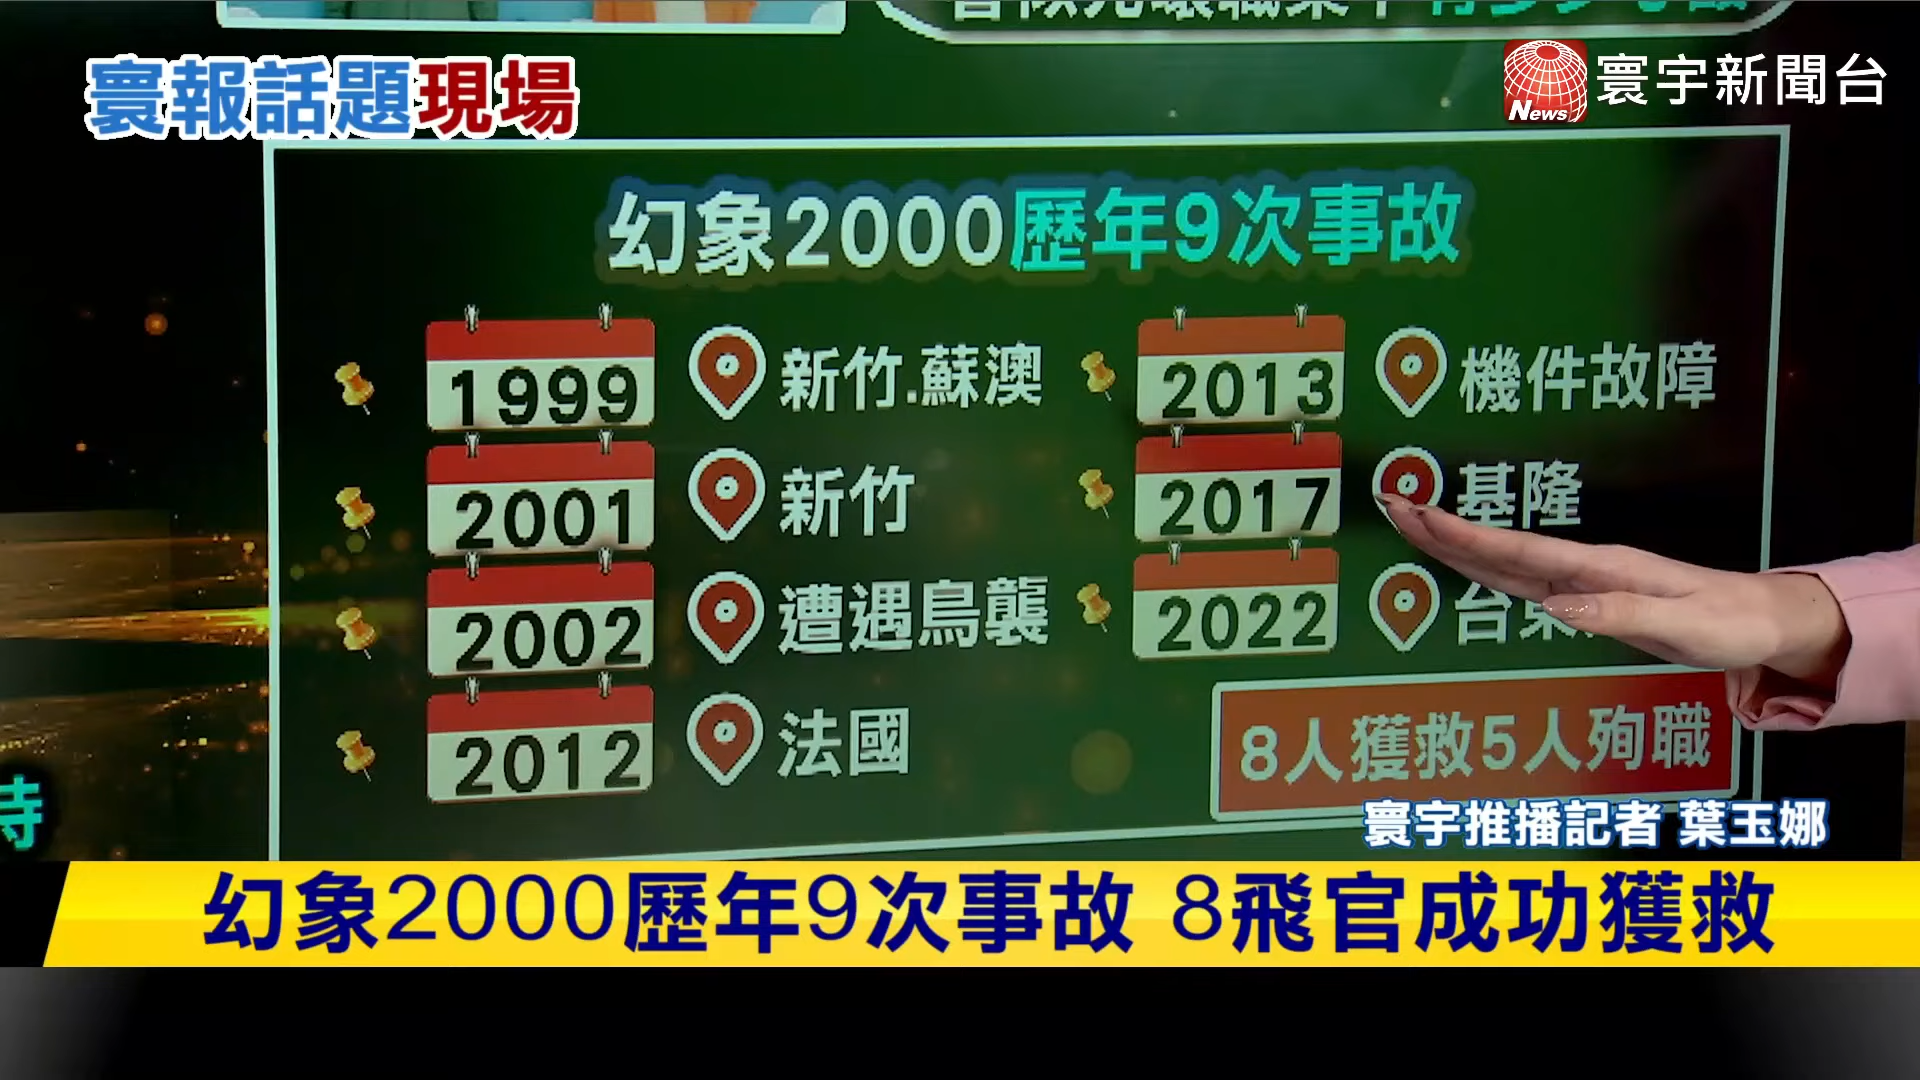 寰報話題現場
News
寰宇新聞台
幻象2000歷年9次事故
1999 新竹.蘇澳
2001 新竹
2002 遭遇鳥襲
2012 法國
2013 機件故障
2017 基隆
2022 台東
8人獲救5人殉職
寰宇推播記者 葉玉娜
幻象2000歷年9次事故 8飛官成功獲救